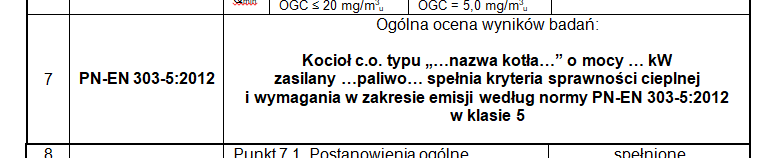 OGC ≤ 20 mg/m³ᵤ OGC = 5,0 mg/m³ᵤ
Ogólna ocena wyników badań:
7 PN-EN 303-5:2012
Kocioł c.o. typu „…nazwa kotła…” o mocy … kW
zasilany …paliwo… spełnia kryteria sprawności cieplnej
i wymagania w zakresie emisji według normy PN-EN 303-5:2012
w klasie 5
8 Punkt 7.1. Postanowienia ogólne spełnione